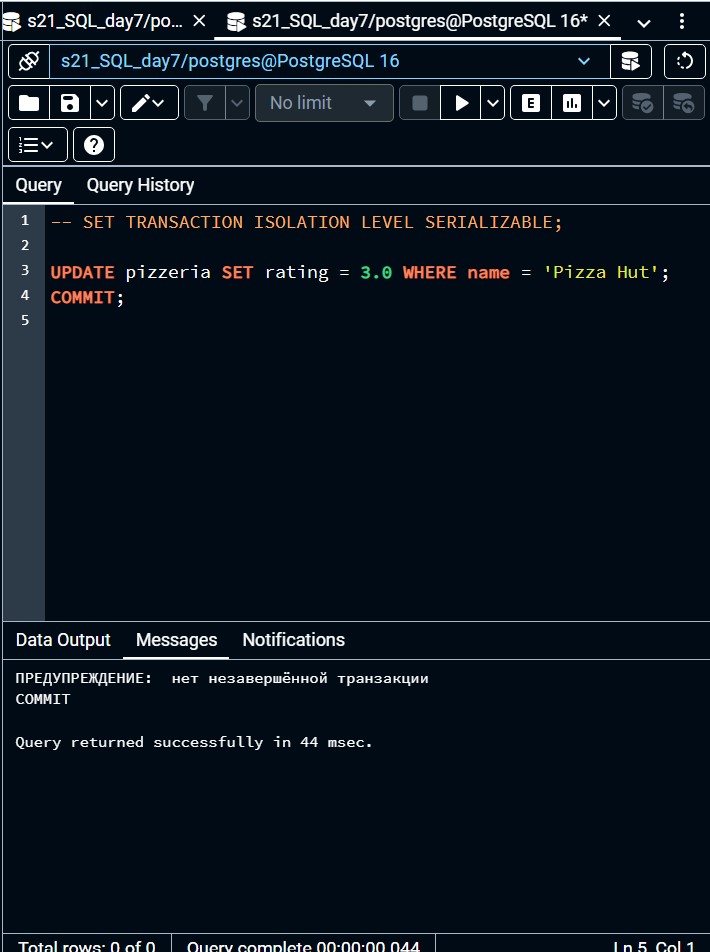 s21_SQL_day7/po... s21_SQL_day7/postgres@PostgreSQL 16*
s21_SQL_day7/postgres@PostgreSQL 16
No limit
E
Query Query History
1 -- SET TRANSACTION ISOLATION LEVEL SERIALIZABLE;
2
3 UPDATE pizzeria SET rating = 3.0 WHERE name = 'Pizza Hut';
4 COMMIT;
5
Data Output Messages Notifications
ПРЕДУПРЕЖДЕНИЕ: нет незавершённой транзакции
COMMIT
Query returned successfully in 44 msec.
Total rows: 0 of 0 Query complete 00:00:00.044 Ln 5, Col 1